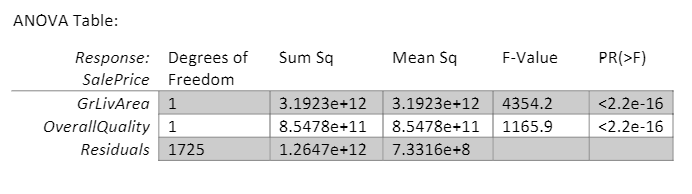 ANOVA Table:
Response: Degrees of Sum Sq Mean Sq F-Value PR(>F)
SalePrice Freedom
GrLivArea 1 3.1923e+12 3.1923e+12 4354.2 <2.2e-16
OverallQuality 1 8.5478e+11 8.5478e+11 1165.9 <2.2e-16
Residuals 1725 1.2647e+12 7.3316e+8